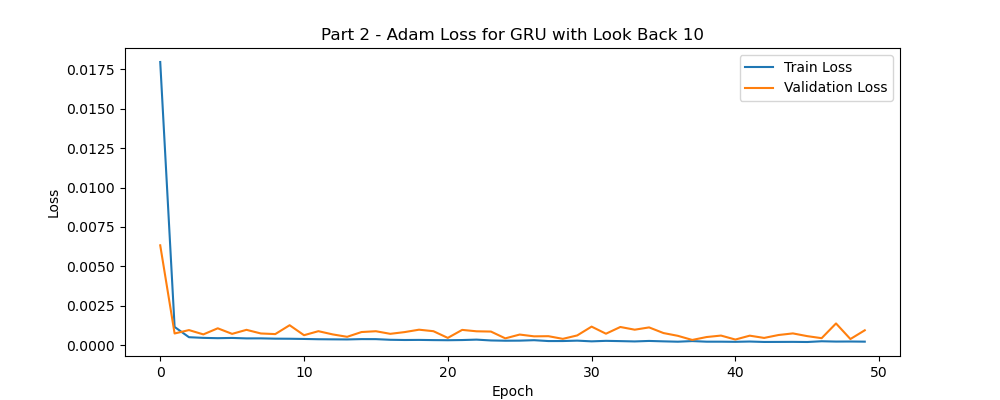 Part 2 - Adam Loss for GRU with Look Back 10
Train Loss
Validation Loss
0.0175
0.0150
0.0125
0.0100
0.0075
0.0050
0.0025
0.0000
Loss
0 10 20 30 40 50
Epoch